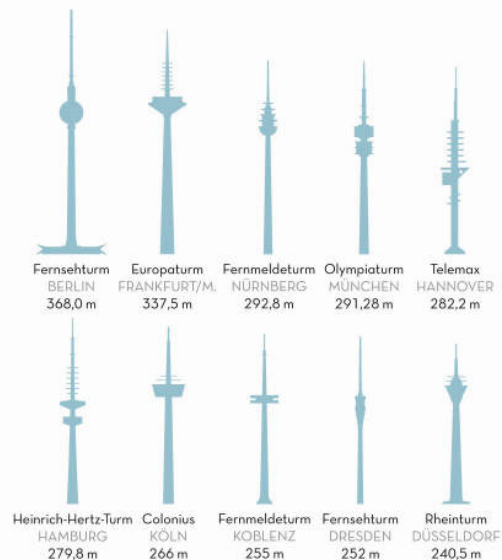 Fernsehturm
BERLIN
368,0 m
Europaturm
FRANKFURT/M.
337,5 m
Fernmeldeturm
NÜRNBERG
292,8 m
Olympiaturm
MÜNCHEN
291,28 m
Telemax
HANNOVER
282,2 m
Heinrich-Hertz-Turm
HAMBURG
279,8 m
Colonius
KÖLN
266 m
Fernmeldeturm
KOBLENZ
255 m
Fernsehturm
DRESDEN
252 m
Rheinturm
DÜSSELDORF
240,5 m